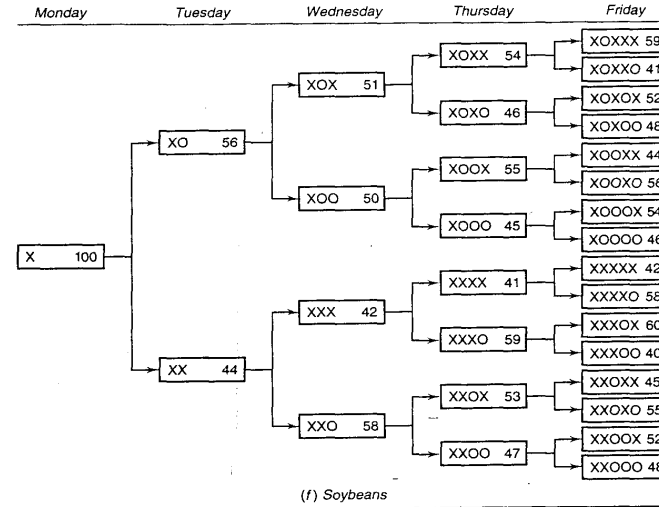 Monday Tuesday Wednesday Thursday Friday
XOXXX 59
XOXX 54
XOXXO 41
XOX 51
XOXOX 52
XOXO 46
XOXOO 48
XO 56
XOOXX 44
XOOX 55
XOOXO 56
XOO 50
XOOOX 54
XOOO 45
XOOOO 46
X 100
XXXXX 42
XXXX 41
XXXXO 58
XXX 42
XXXOX 60
XXXO 59
XXXOO 40
XX 44
XXOXX 45
XXOX 53
XXOXO 55
XXO 58
XXOOX 52
XXOO 47
XXOOO 48
(f) Soybeans